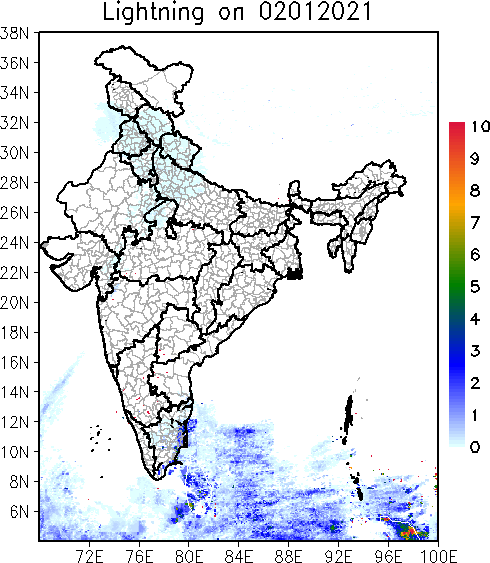 Lightning on 02012021
38N
36N
34N
32N
30N
28N
26N
24N
22N
20N
18N
16N
14N
12N
10N
8N
6N
72E 76E 80E 84E 88E 92E 96E 100E
10
9
8
7
6
5
4
3
2
1
0